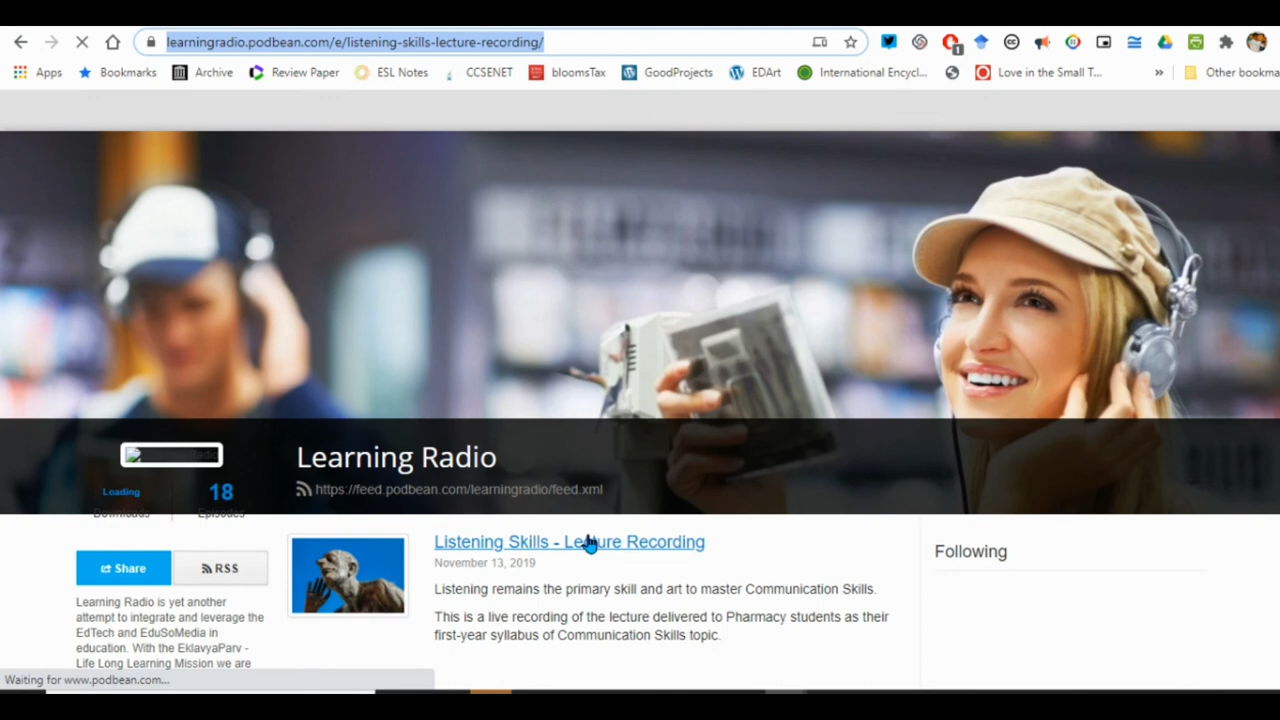 learningradio.podbean.com/e/listening-skills-lecture-recording/
Apps Bookmarks Archive Review Paper ESL Notes CCSENET bloomsTax GoodProjects EDArt International Encycl... Love in the Small T... » Other bookma
Learning Radio
https://feed.podbean.com/learningradio/feed.xml
Loading 18
Downloads Episodes
Share RSS
Learning Radio is yet another
attempt to integrate and leverage the
EdTech and EduSoMedia in
education. With the EklavyaParv -
Life Long Learning Mission we are
Listening Skills - Lecture Recording
November 13, 2019
Listening remains the primary skill and art to master Communication Skills.
This is a live recording of the lecture delivered to Pharmacy students as their
first-year syllabus of Communication Skills topic.
Following
Waiting for www.podbean.com...